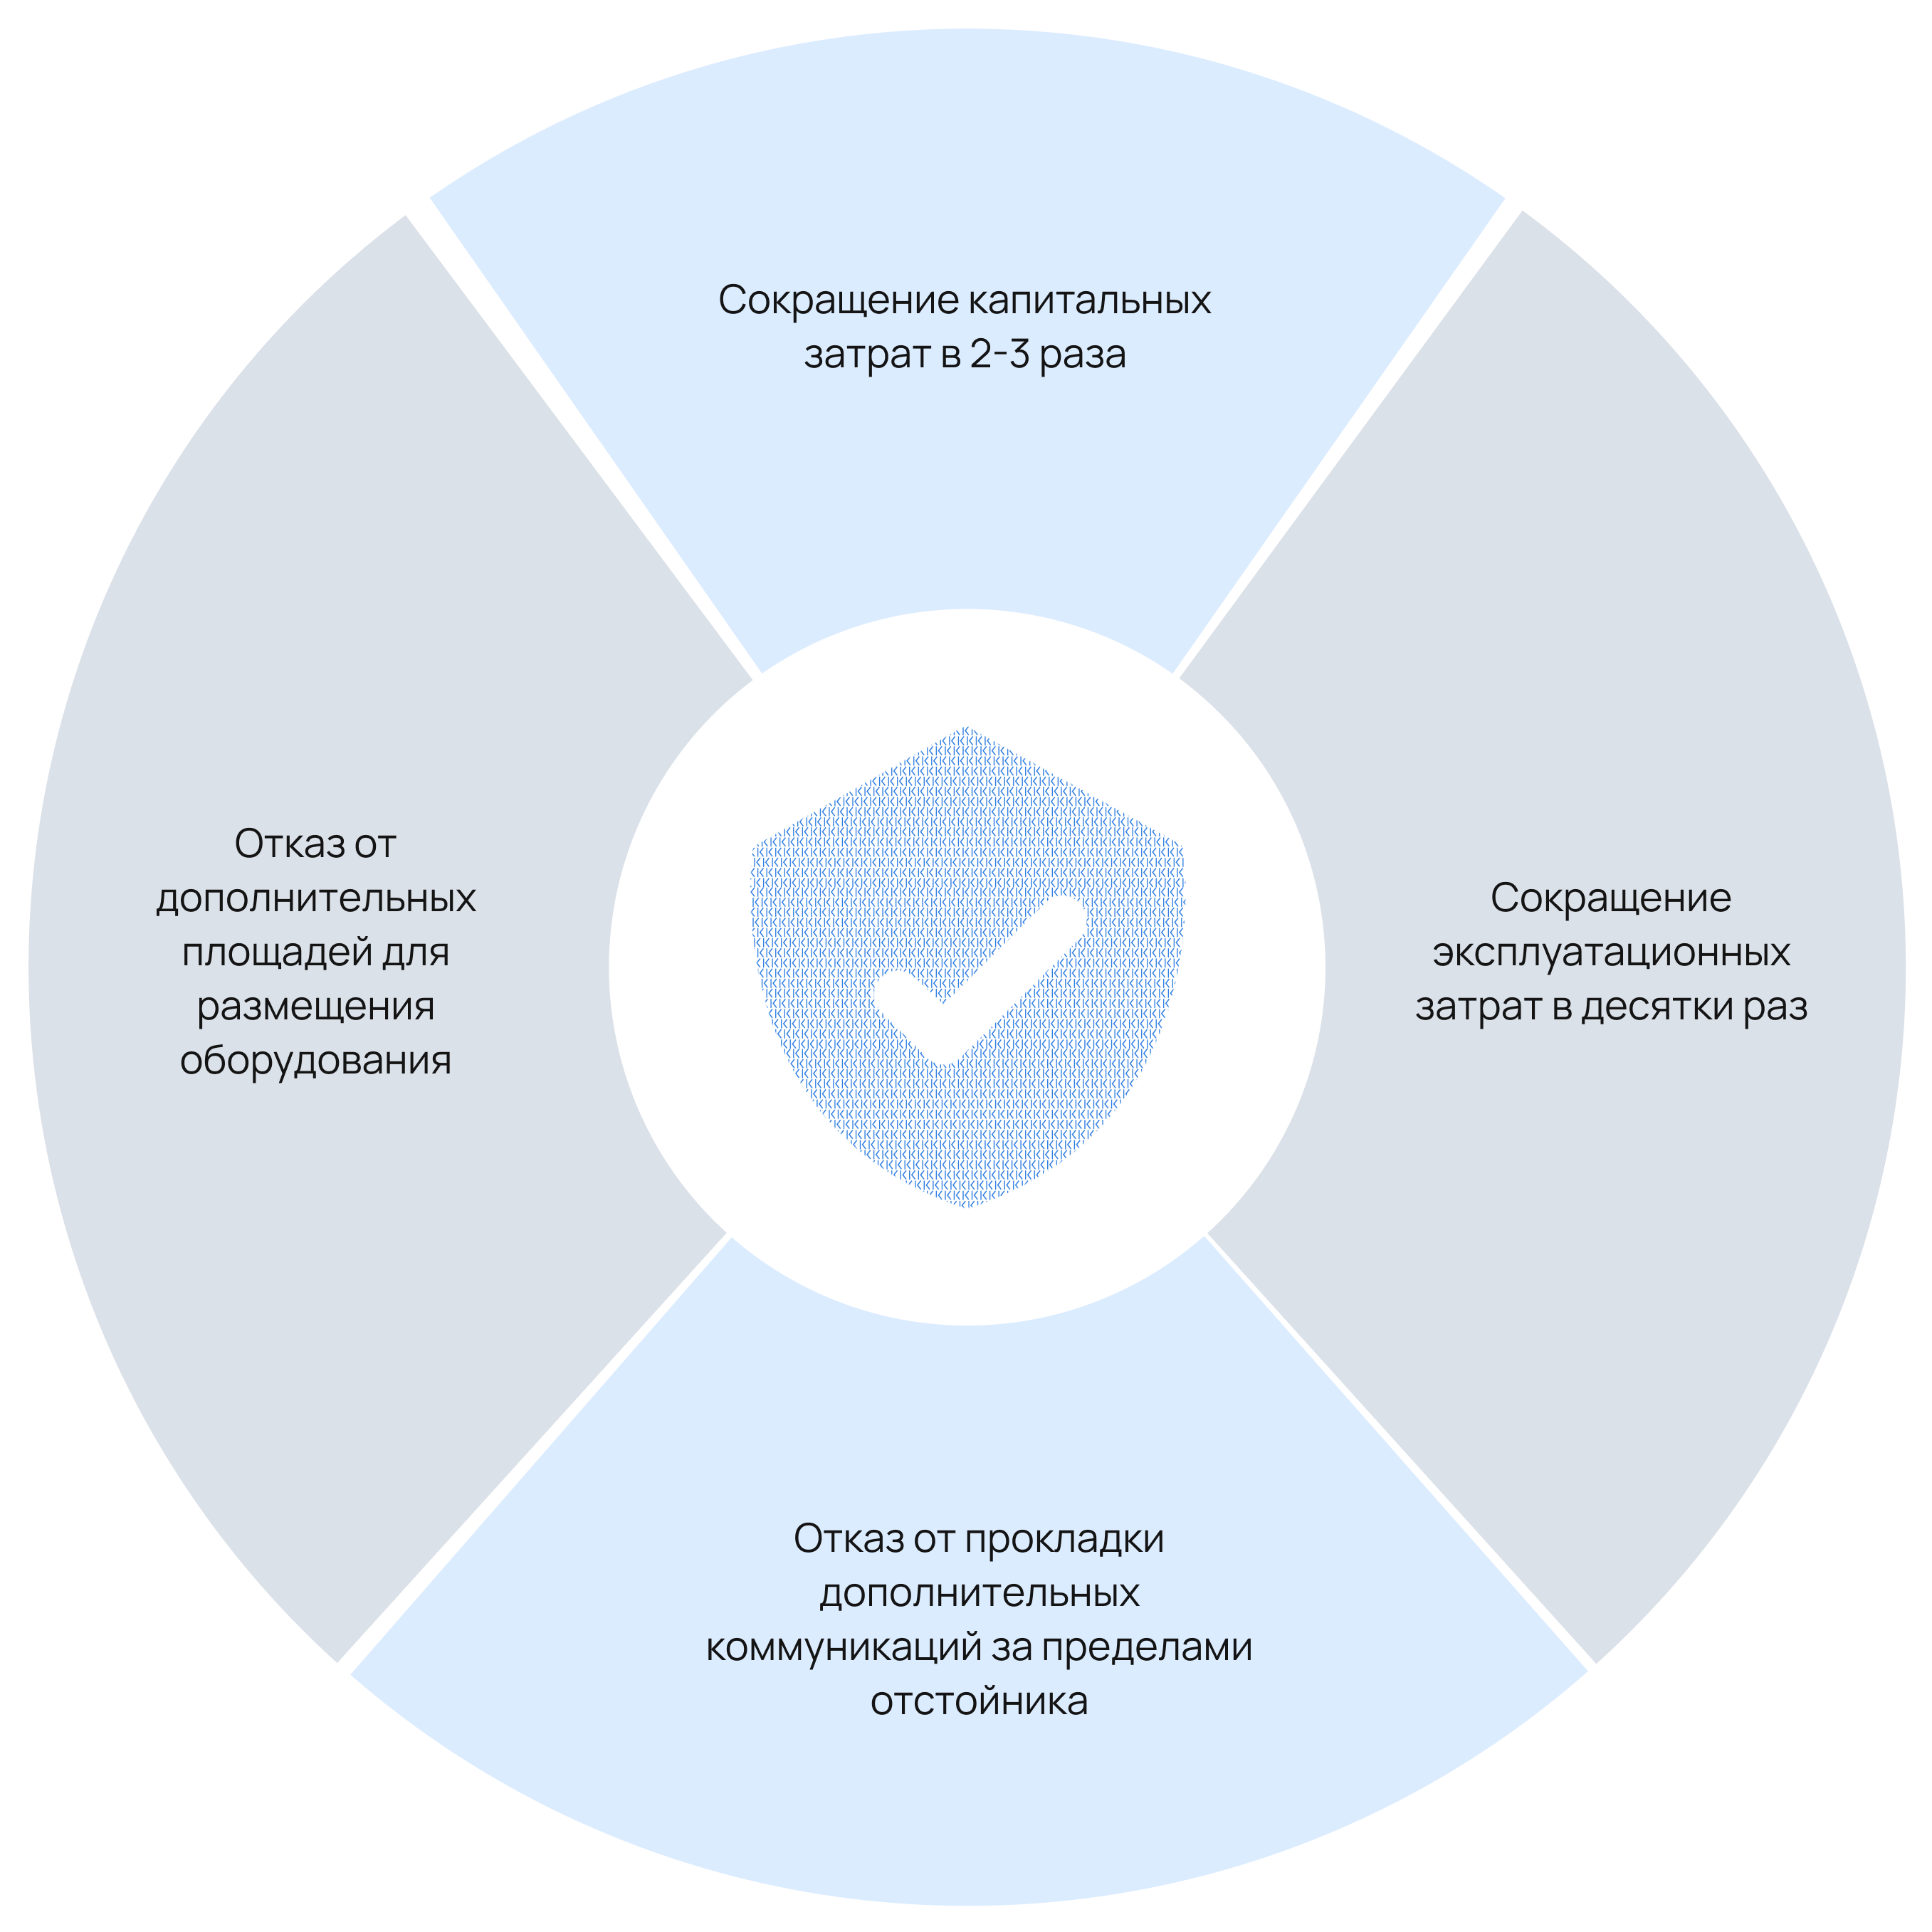 Сокращение капитальных
затрат в 2-3 раза
Отказ от
дополнительных
площадей для
размещения
оборудования
Сокращение
эксплуатационных
затрат в десятки раз
Отказ от прокладки
дополнительных
коммуникаций за пределами
отстойника